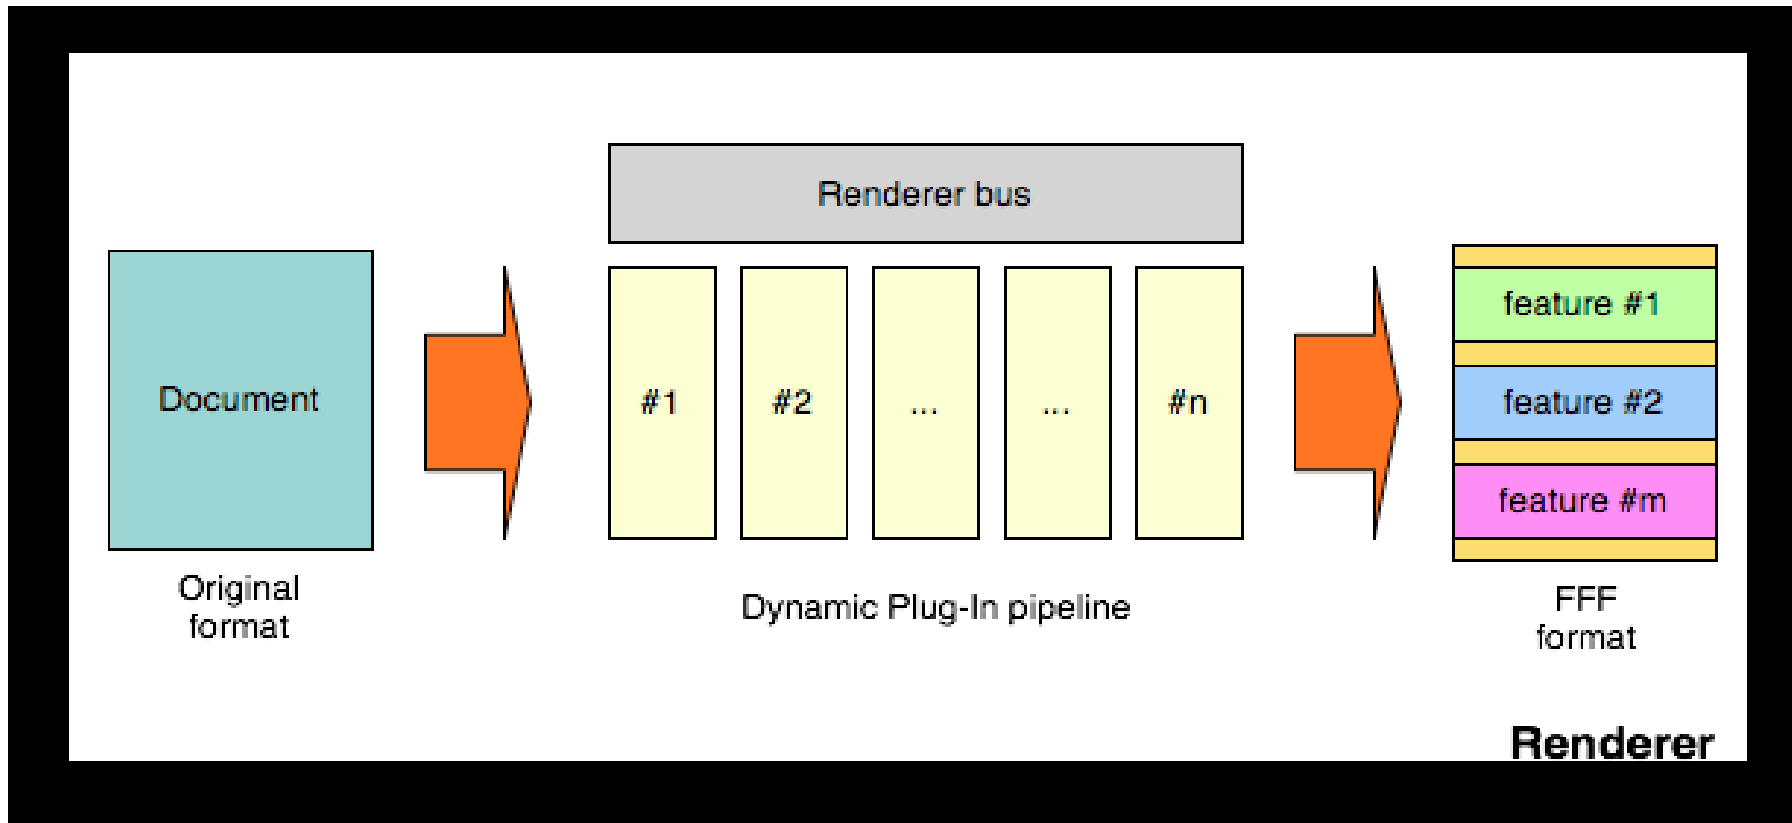 Renderer bus
Document
#1
#2
...
...
#n
feature #1
feature #2
feature #m
Original
format
Dynamic Plug-In pipeline
FFF
format
Renderer